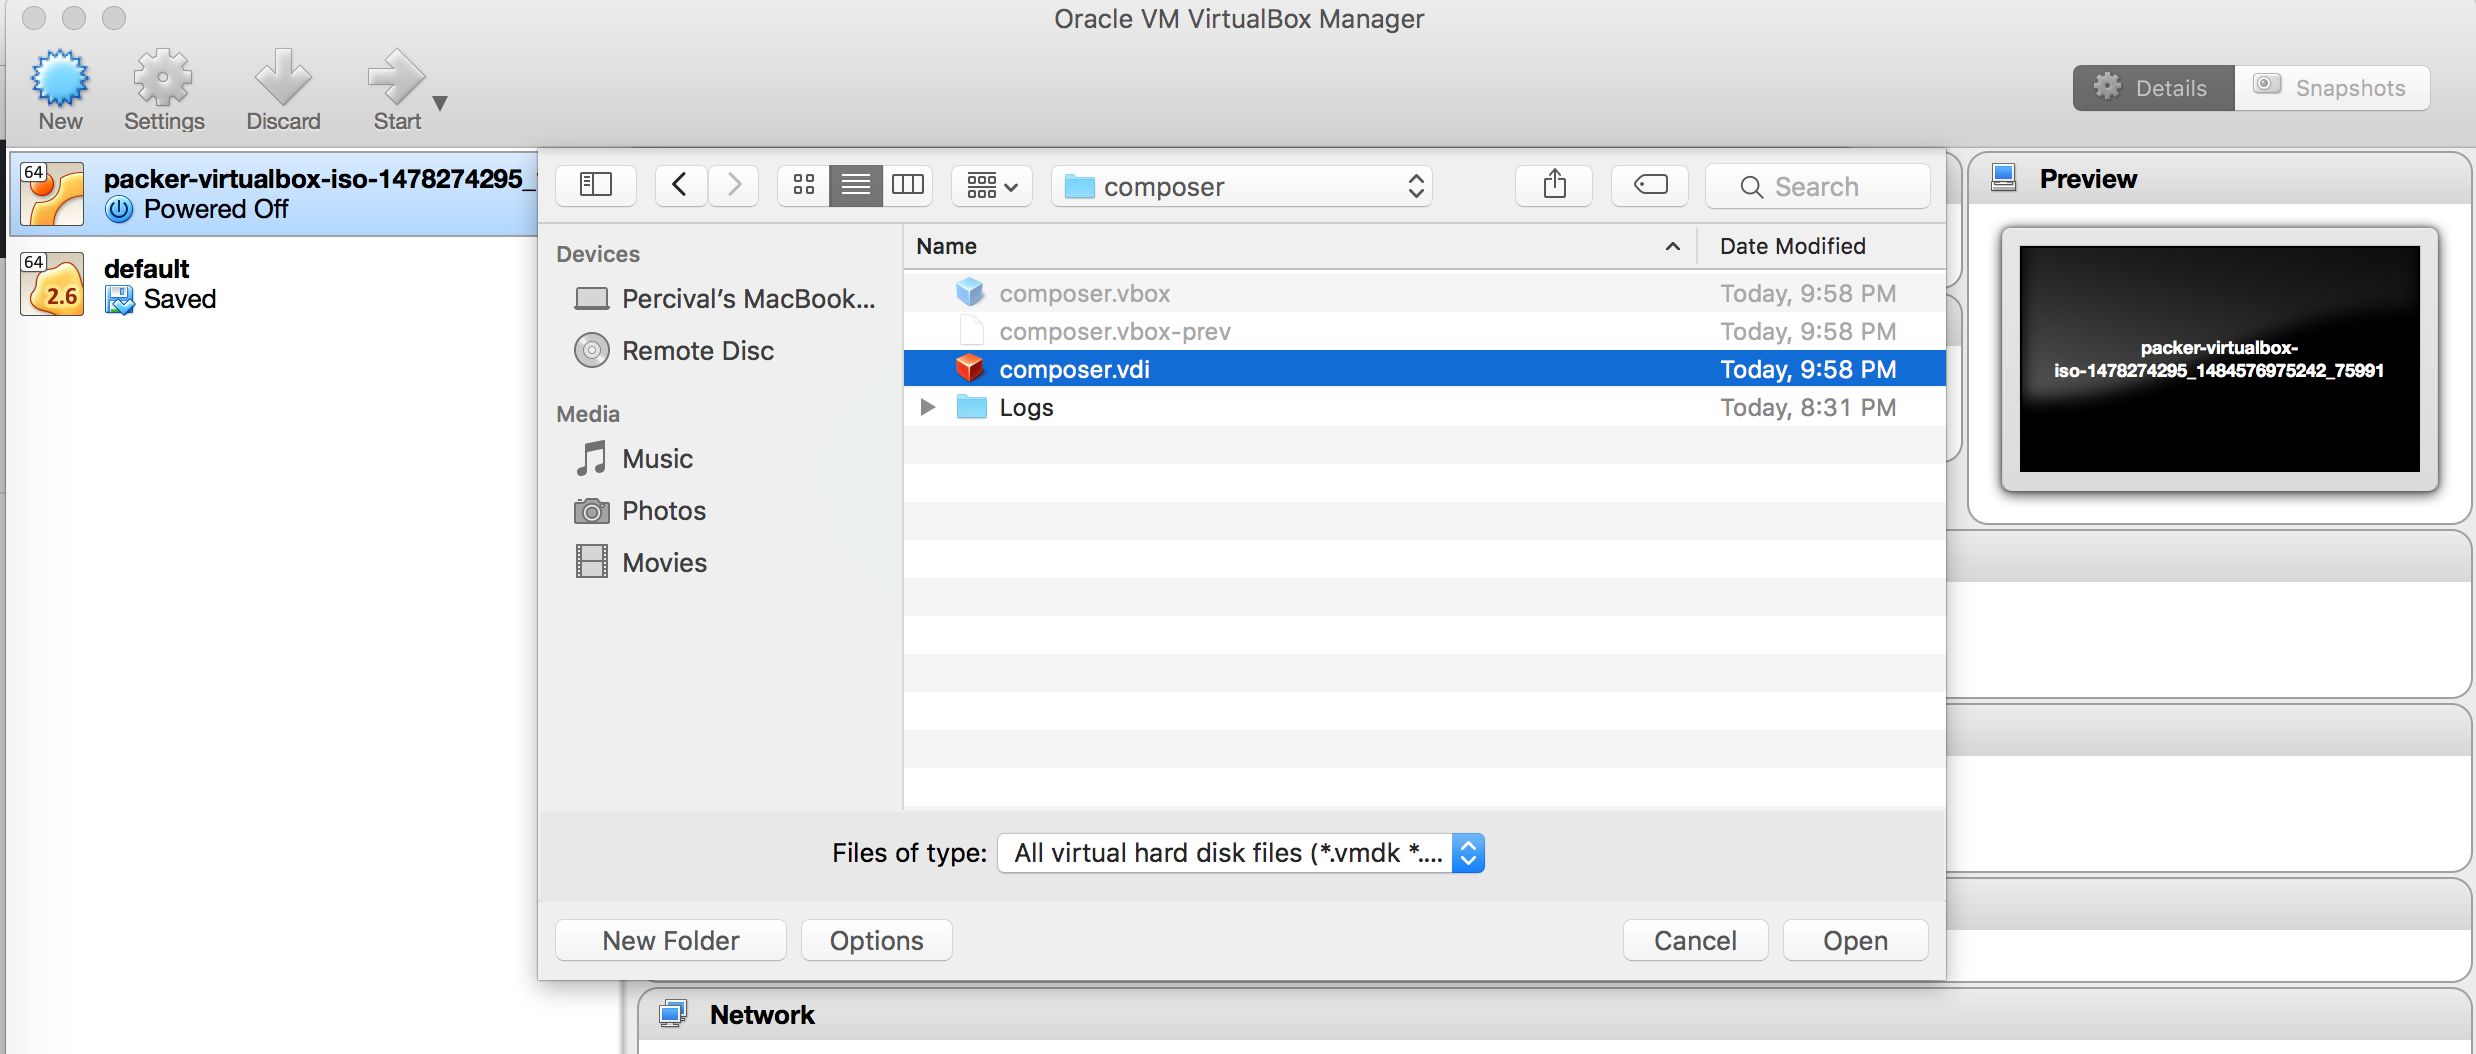 Oracle VM VirtualBox Manager
New
Settings
Discard
Start
Details
Snapshots
64
packer-virtualbox-iso-1478274295_
Powered Off
64
2.6
default
Saved
composer
Search
Devices
Percival’s MacBook...
Remote Disc
Media
Music
Photos
Movies
Name
Date Modified
composer.vbox
Today, 9:58 PM
composer.vbox-prev
Today, 9:58 PM
composer.vdi
Today, 9:58 PM
Logs
Today, 8:31 PM
Files of type:
All virtual hard disk files (*.vmdk *....
New Folder
Options
Cancel
Open
Preview
packer-virtualbox-
iso-1478274295_1484576975242_75991
Network